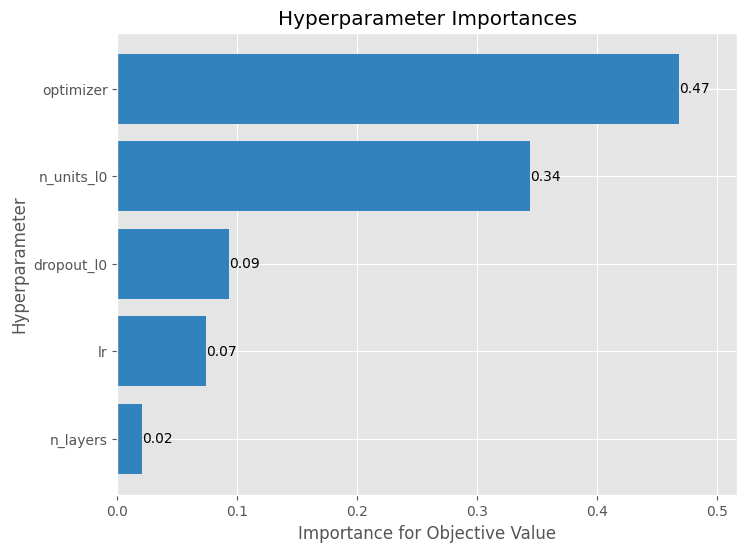 Hyperparameter Importances
Hyperparameter
optimizer
0.47
n_units_l0
0.34
dropout_l0
0.09
lr
0.07
n_layers
0.02
0.0
0.1
0.2
0.3
0.4
0.5
Importance for Objective Value